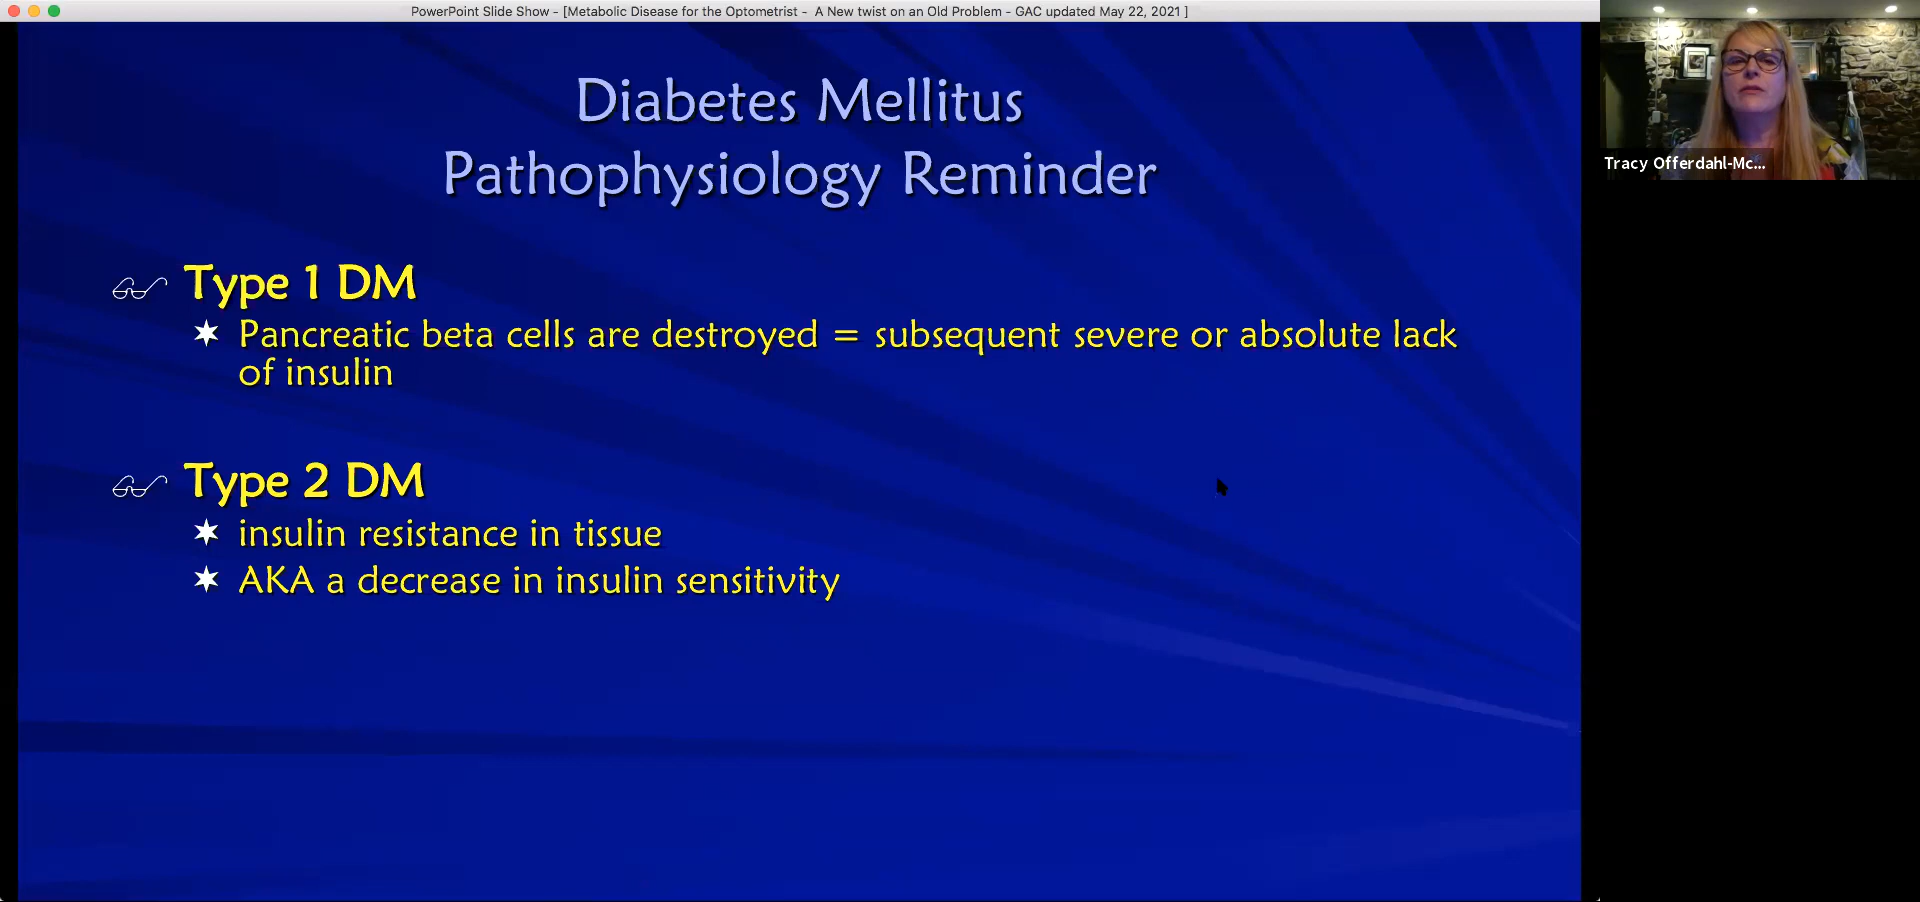 PowerPoint Slide Show - [Metabolic Disease for the Optometrist -  A New twist on an Old Problem - GAC updated May 22, 2021 ]
Diabetes Mellitus
Pathophysiology Reminder
Type 1 DM
Pancreatic beta cells are destroyed = subsequent severe or absolute lack
of insulin
Type 2 DM
insulin resistance in tissue
AKA a decrease in insulin sensitivity
Tracy Offerdahl-Mc...